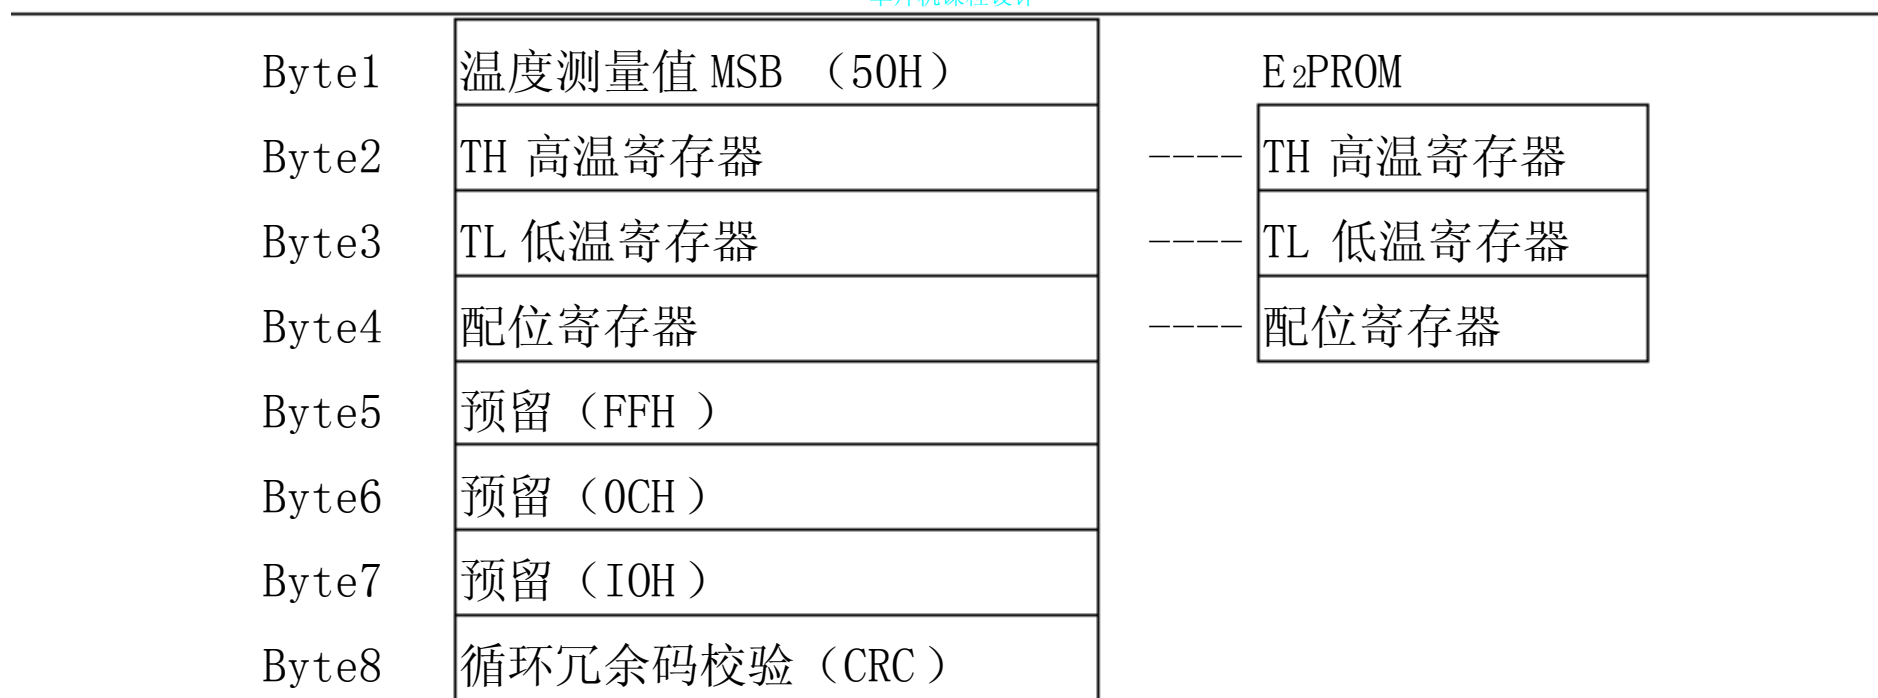 Byte1 温度测量值 MSB （50H） E2PROM
Byte2 TH 高温寄存器 ---- TH 高温寄存器
Byte3 TL 低温寄存器 ---- TL 低温寄存器
Byte4 配位寄存器 ---- 配位寄存器
Byte5 预留（FFH ）
Byte6 预留（0CH）
Byte7 预留（IOH）
Byte8 循环冗余码校验（CRC）